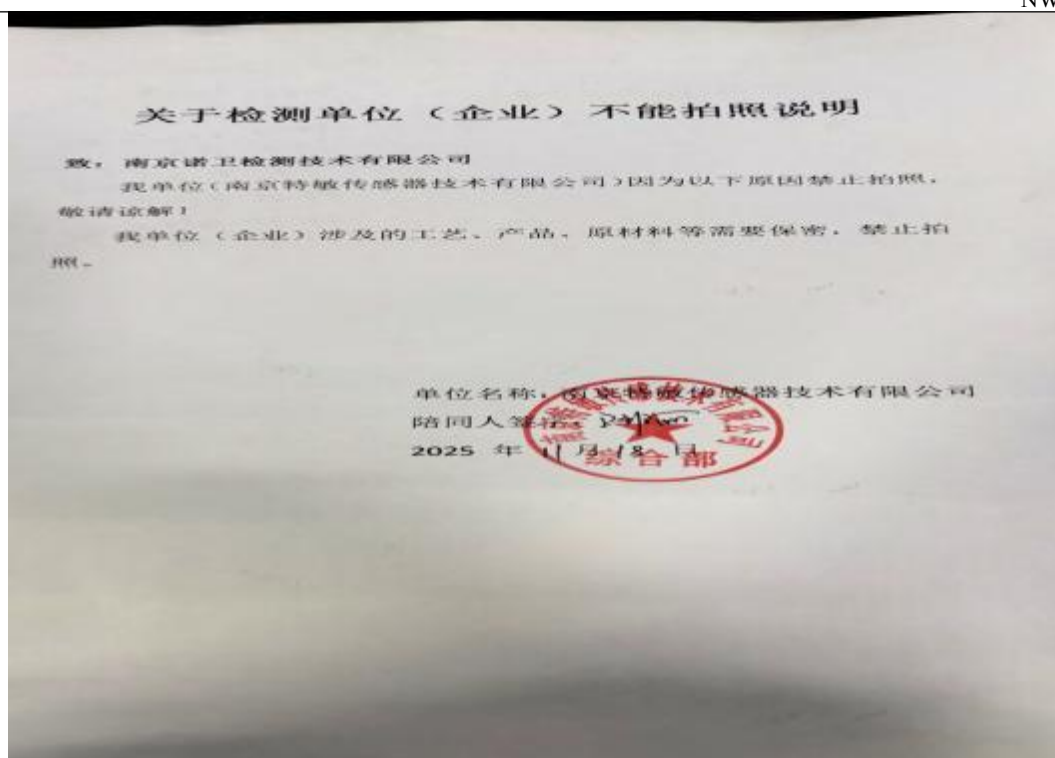 NW
关于检测单位（企业）不能拍照说明
致：南京诺卫检测技术有限公司
我单位（南京特敏传感器技术有限公司）因为以下原因禁止拍照，
敬请谅解！
我单位（企业）涉及的工艺、产品、原材料等需要保密，禁止拍
照。
单位名称：南京特敏传感器技术有限公司
陪同人签字：
2025 年 11 月 18 日
综合部